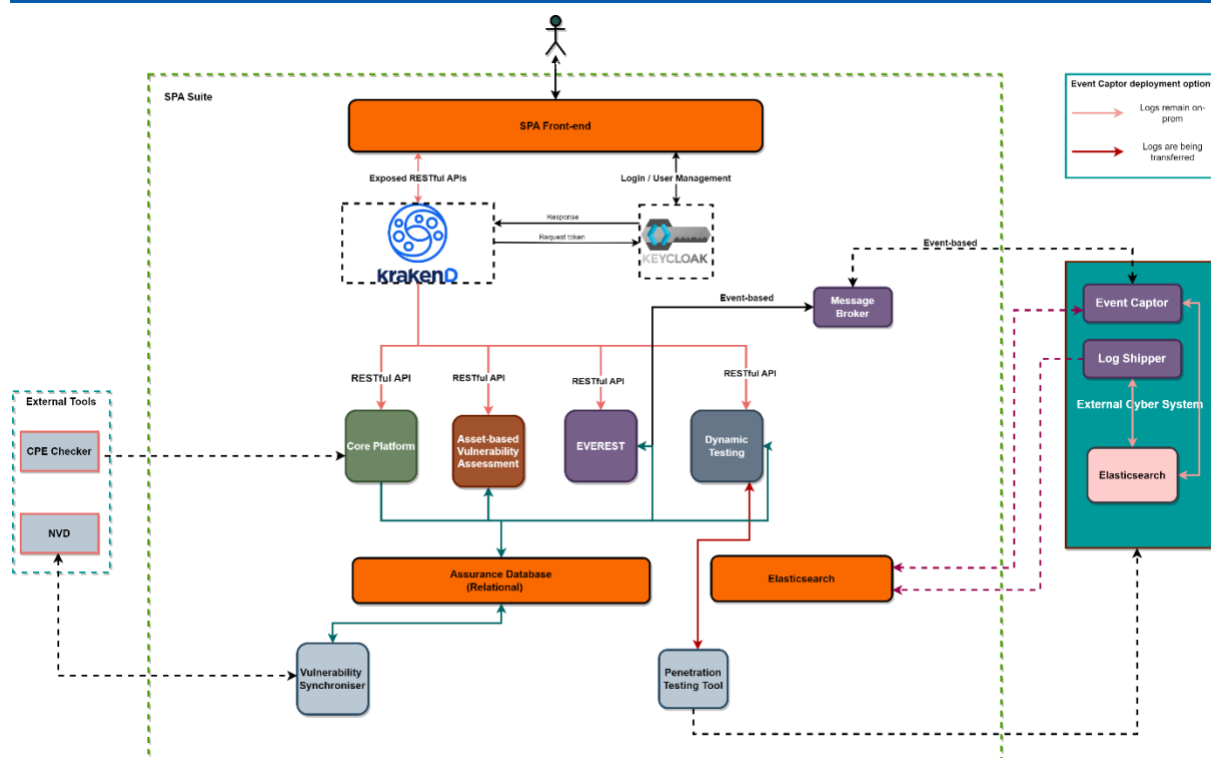 SPA Suite
SPA Front-end
Exposed RESTful APIs
Login / User Management
Response
Request token
krakenD
KEYCLOAK
Event-based
Message
Broker
Event-based
RESTful API
RESTful API
RESTful API
RESTful API
Core Platform
Asset-based
Vulnerability
Assessment
EVEREST
Dynamic
Testing
External Tools
CPE Checker
NVD
Assurance Database
(Relational)
Elasticsearch
Vulnerability
Synchroniser
Penetration
Testing Tool
Event Captor deployment option
Logs remain on-
prem
Logs are being
transferred
Event Captor
Log Shipper
External Cyber System
Elasticsearch